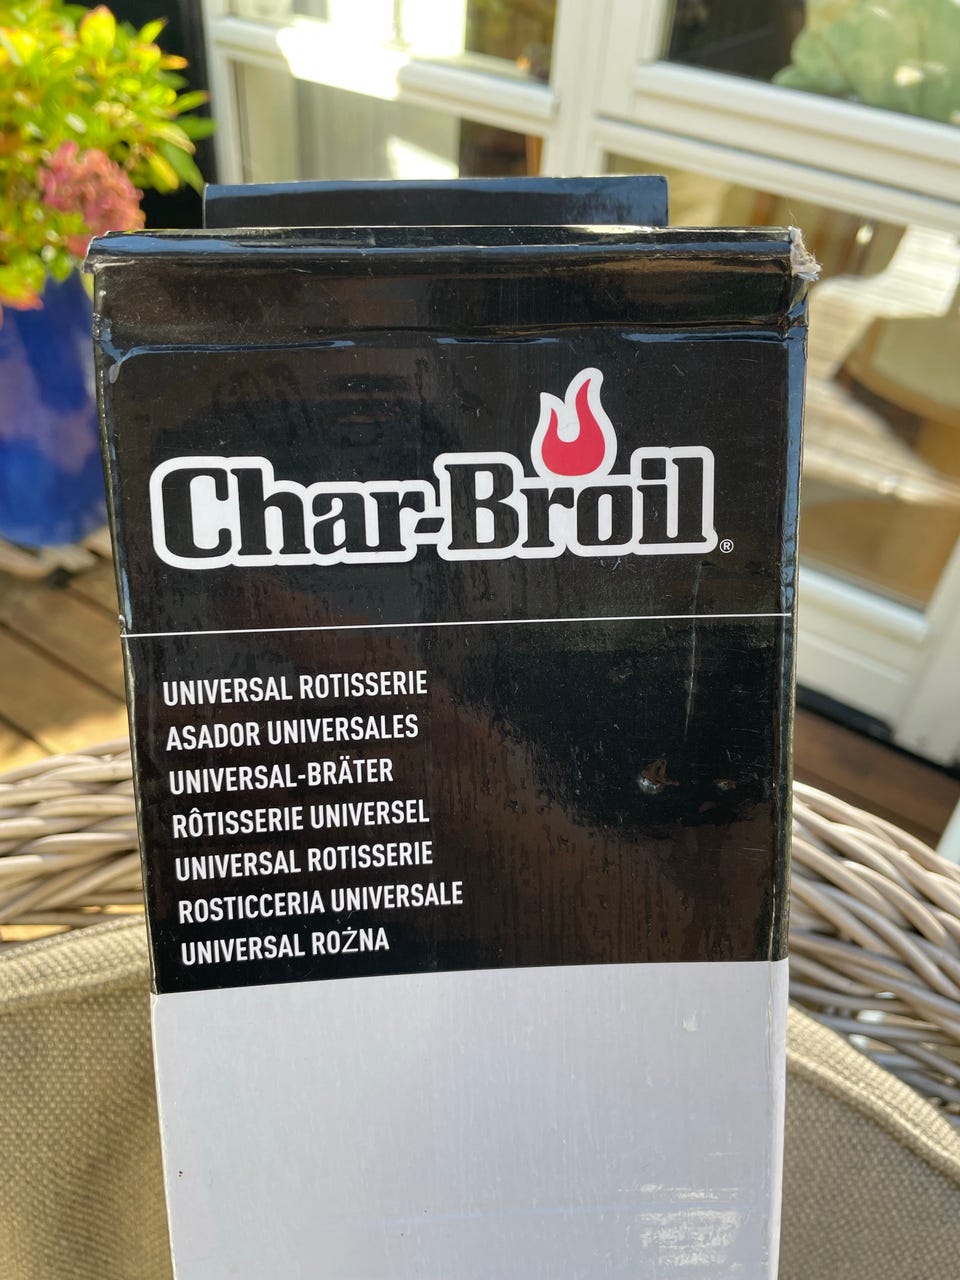 Char-Broil®
UNIVERSAL ROTISSERIE
ASADOR UNIVERSALES
UNIVERSAL-BRÄTER
RÔTISSERIE UNIVERSEL
UNIVERSAL ROTISSERIE
ROSTICCERIA UNIVERSALE
UNIVERSAL ROŻNA